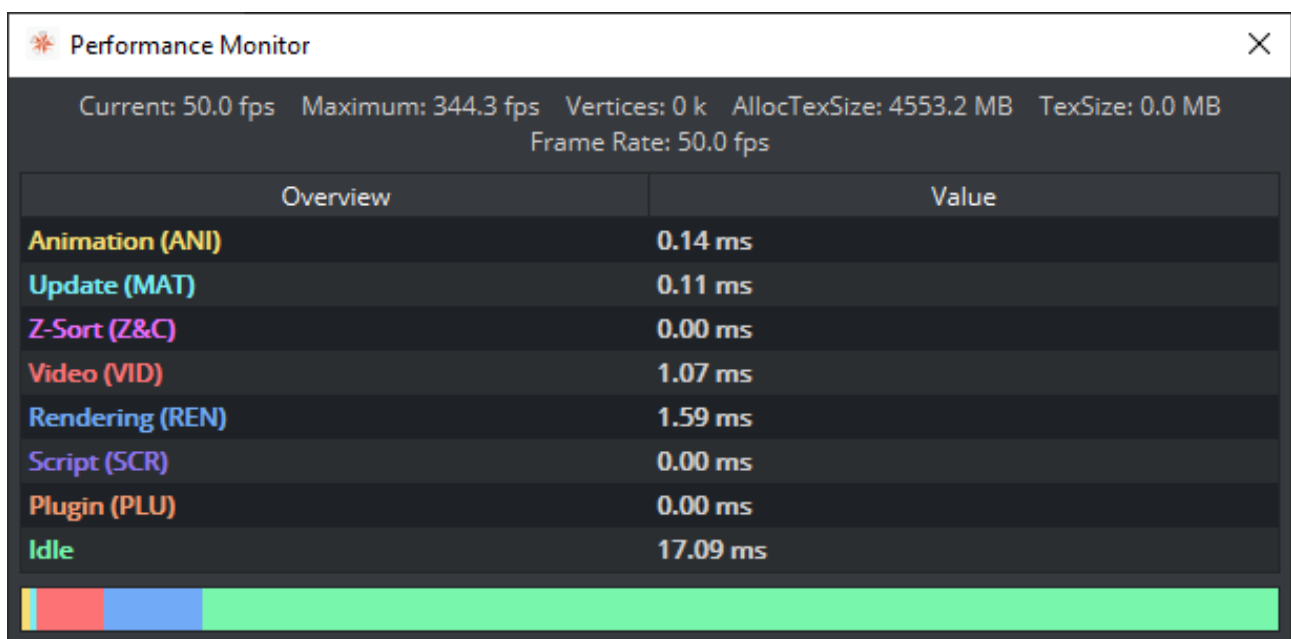 Performance Monitor
Current: 50.0 fps Maximum: 344.3 fps Vertices: 0 k AllocTexSize: 4553.2 MB TexSize: 0.0 MB
Frame Rate: 50.0 fps
Overview Value
Animation (ANI) 0.14 ms
Update (MAT) 0.11 ms
Z-Sort (Z&C) 0.00 ms
Video (VID) 1.07 ms
Rendering (REN) 1.59 ms
Script (SCR) 0.00 ms
Plugin (PLU) 0.00 ms
Idle 17.09 ms